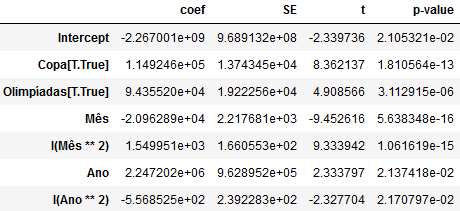 coef SE t p-value
Intercept -2.267001e+09 9.689132e+08 -2.339736 2.105321e-02
Copa[T.True] 1.149246e+05 1.374345e+04 8.362137 1.810564e-13
Olimpíadas[T.True] 9.435520e+04 1.922256e+04 4.908566 3.112915e-06
Mês -2.096289e+04 2.217681e+03 -9.452616 5.638348e-16
I(Mês ** 2) 1.549951e+03 1.660553e+02 9.333942 1.061619e-15
Ano 2.247202e+06 9.628952e+05 2.333797 2.137418e-02
I(Ano ** 2) -5.568525e+02 2.392283e+02 -2.327704 2.170797e-02